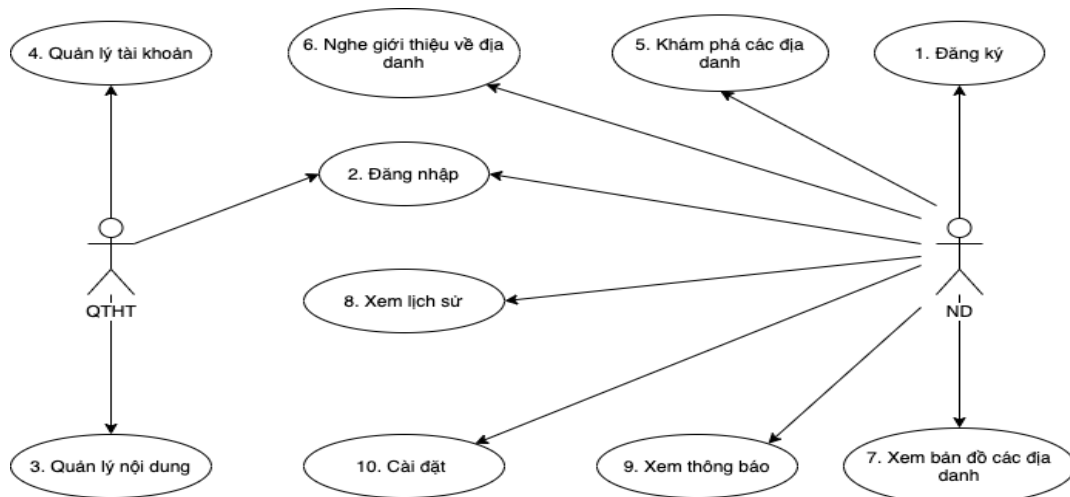 4. Quản lý tài khoản
6. Nghe giới thiệu về địa
danh
5. Khám phá các địa
danh
1. Đăng ký
2. Đăng nhập
QTHT
8. Xem lịch sử
ND
3. Quản lý nội dung
10. Cài đặt
9. Xem thông báo
7. Xem bản đồ các địa
danh